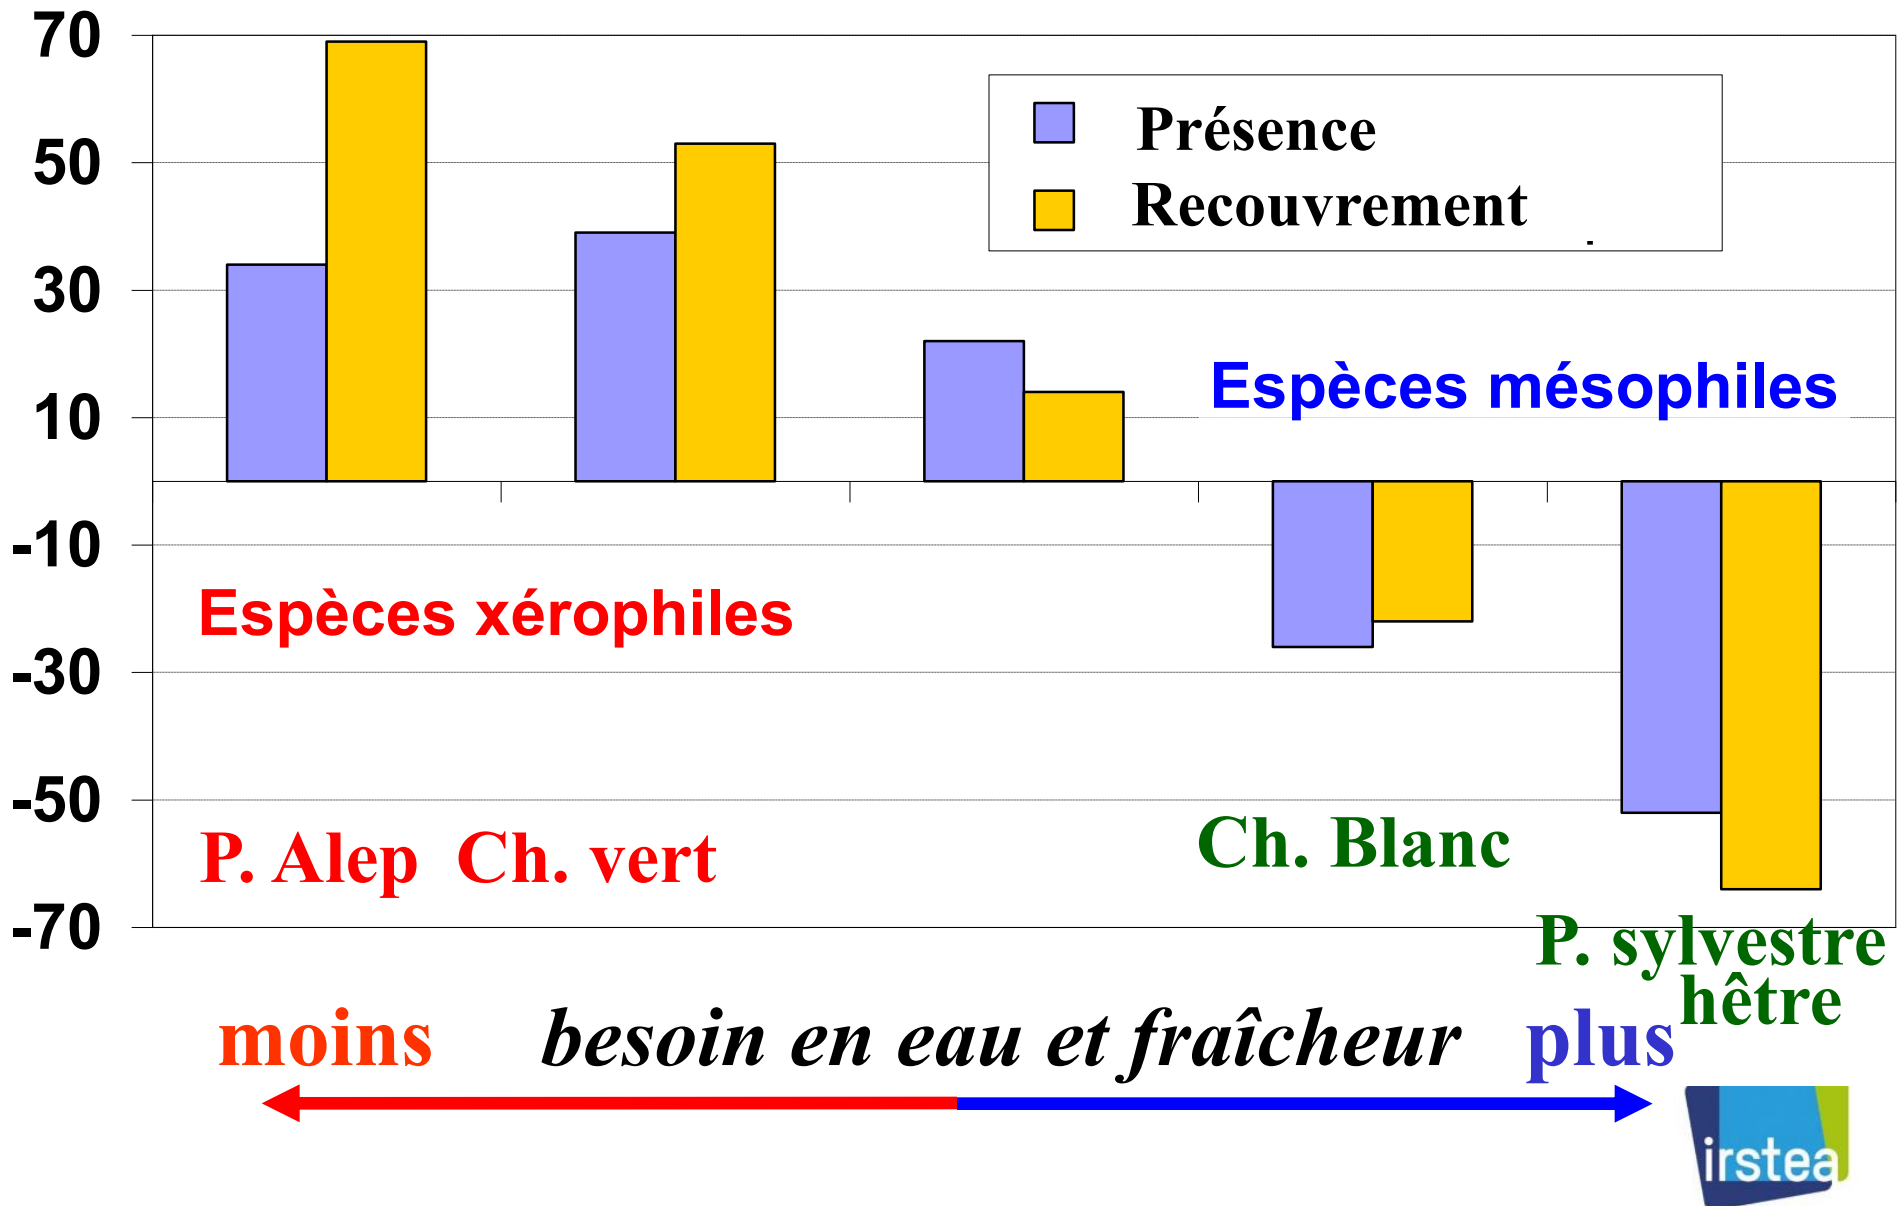 70
50
30
10
-10
-30
-50
-70
Présence
Recouvrement
Espèces mésophiles
Espèces xérophiles
P. Alep Ch. vert
Ch. Blanc
P. sylvestre
hêtre
moins besoin en eau et fraîcheur plus
irstea